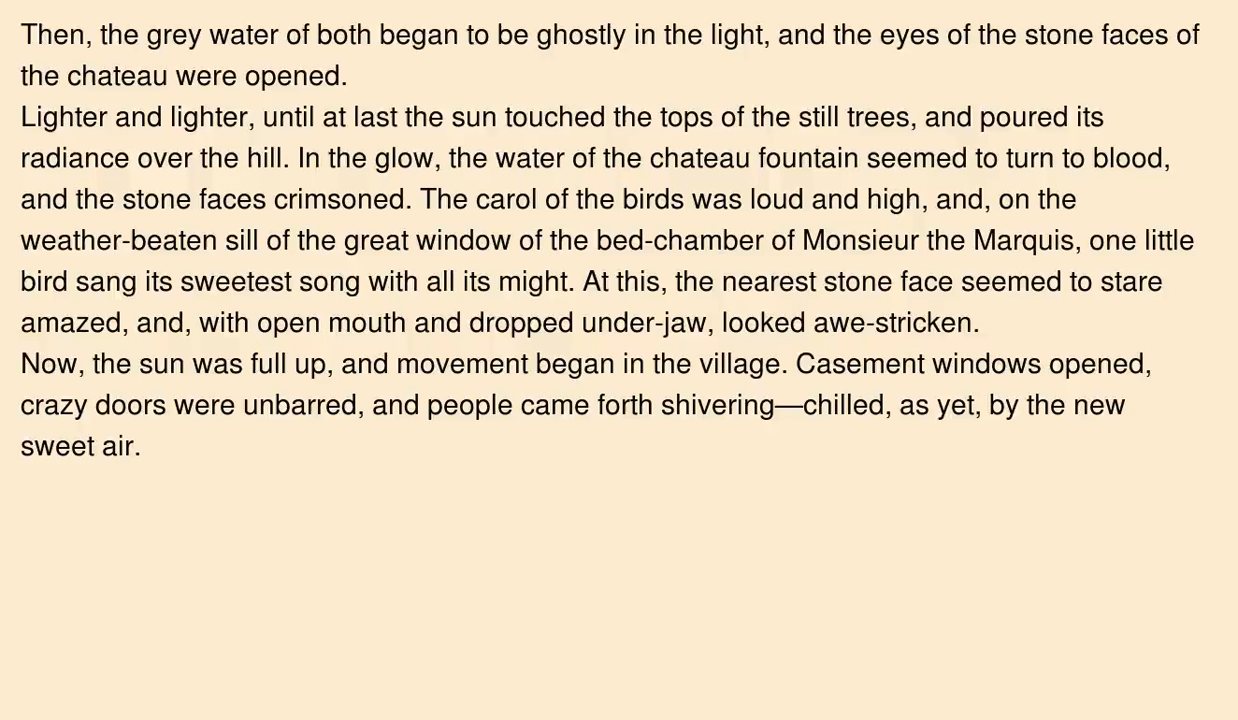 Then, the grey water of both began to be ghostly in the light, and the eyes of the stone faces of
the chateau were opened.
Lighter and lighter, until at last the sun touched the tops of the still trees, and poured its
radiance over the hill. In the glow, the water of the chateau fountain seemed to turn to blood,
and the stone faces crimsoned. The carol of the birds was loud and high, and, on the
weather-beaten sill of the great window of the bed-chamber of Monsieur the Marquis, one little
bird sang its sweetest song with all its might. At this, the nearest stone face seemed to stare
amazed, and, with open mouth and dropped under-jaw, looked awe-stricken.
Now, the sun was full up, and movement began in the village. Casement windows opened,
crazy doors were unbarred, and people came forth shivering—chilled, as yet, by the new
sweet air.